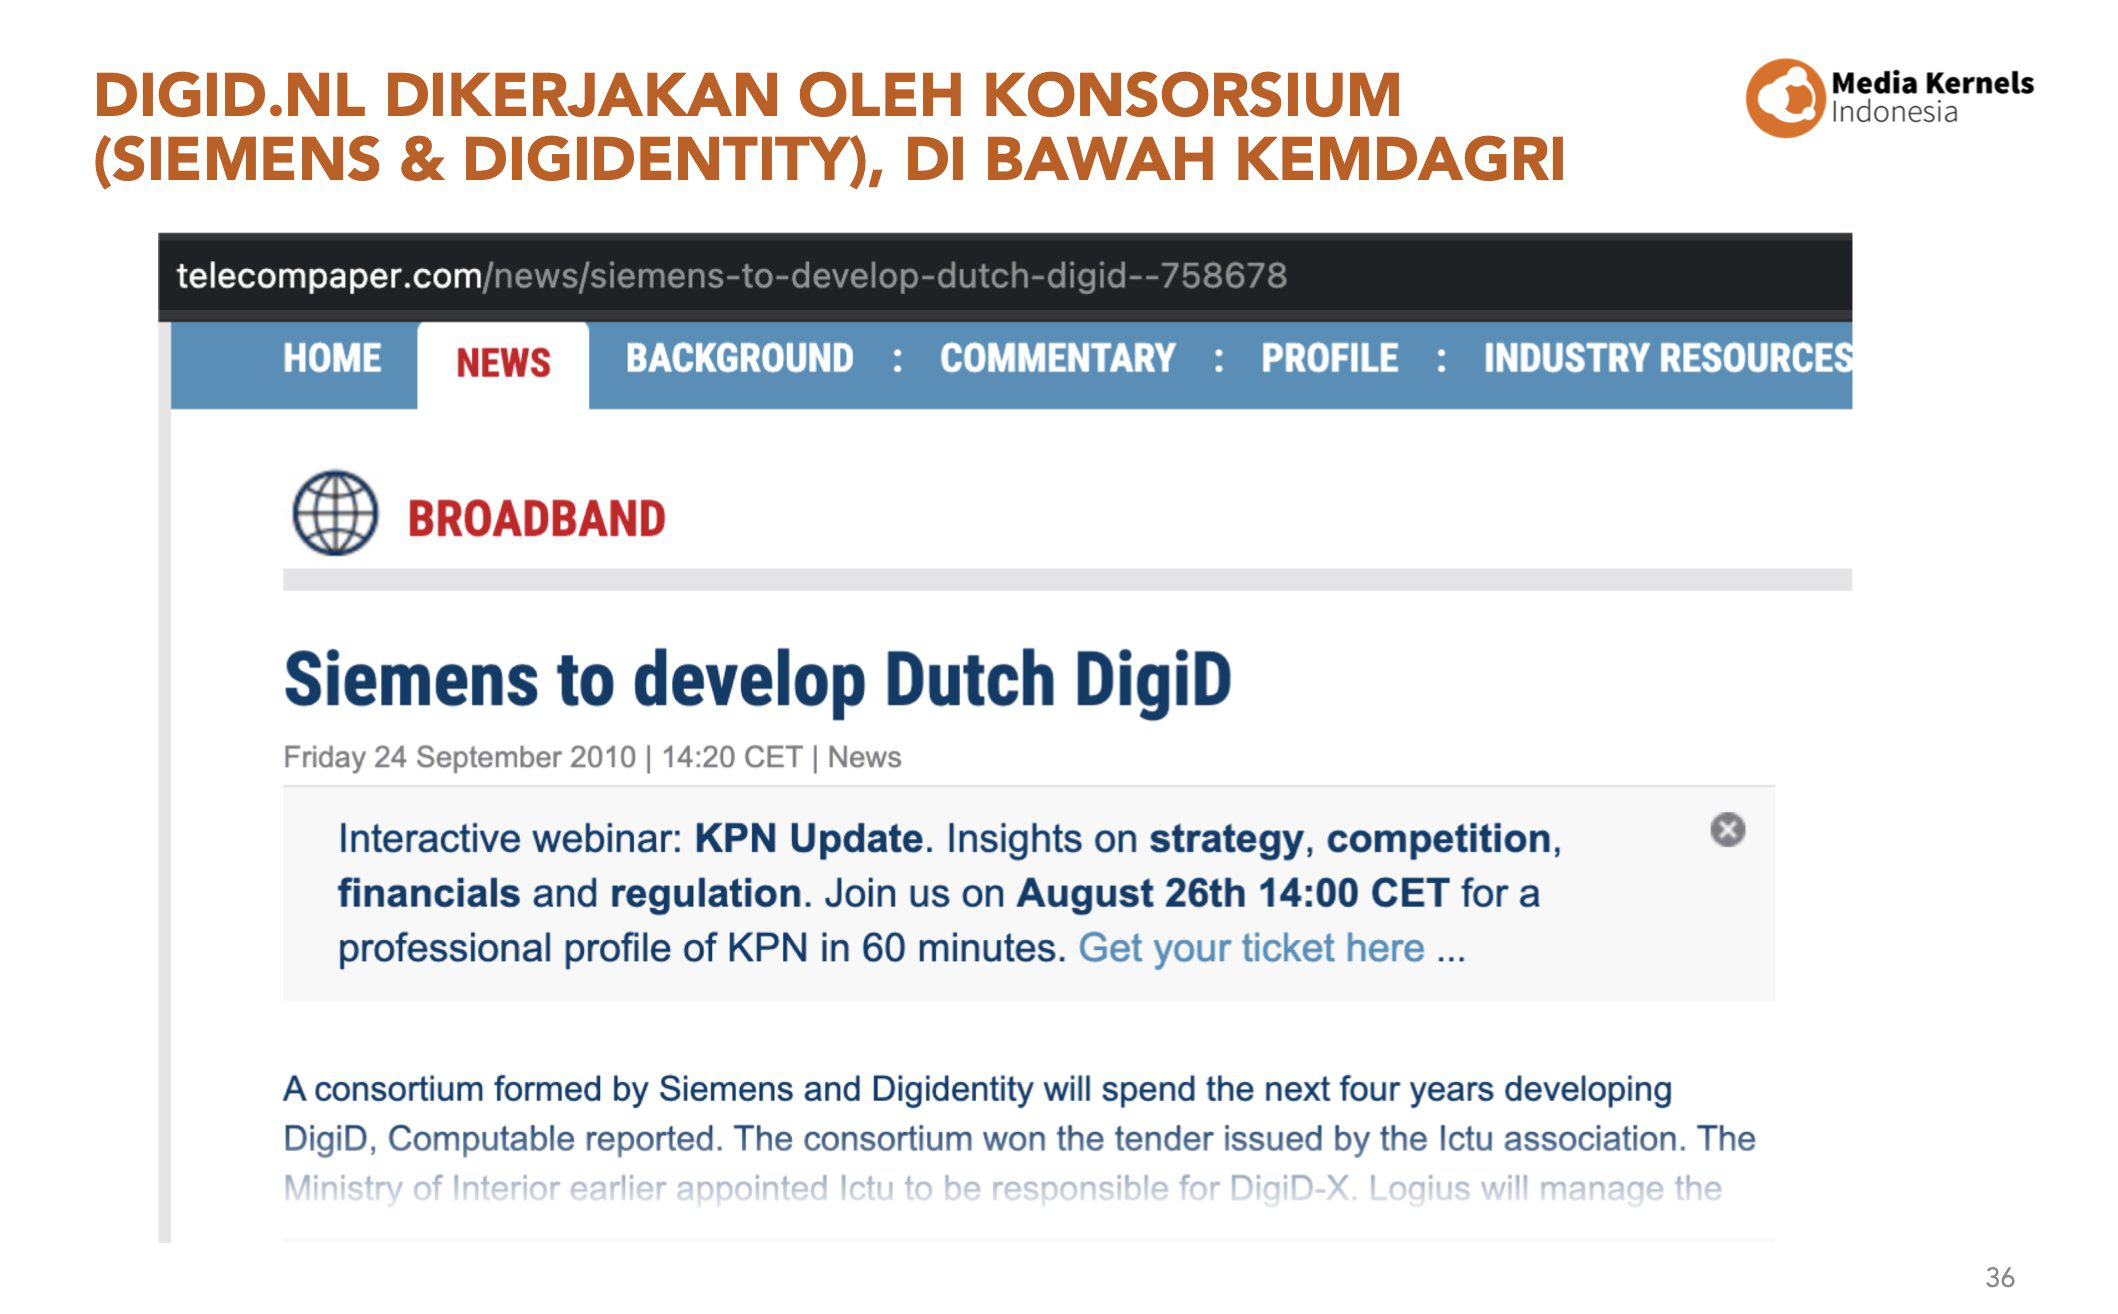 DIGID.NL DIKERJAKAN OLEH KONSORSIUM
(SIEMENS & DIGIDENTITY), DI BAWAH KEMDAGRI
Media Kernels
Indonesia
telecompaper.com/news/siemens-to-develop-dutch-digid--758678
HOME NEWS BACKGROUND : COMMENTARY : PROFILE : INDUSTRY RESOURCES
BROADBAND
Siemens to develop Dutch DigiD
Friday 24 September 2010 | 14:20 CET | News
Interactive webinar: KPN Update. Insights on strategy, competition,
financials and regulation. Join us on August 26th 14:00 CET for a
professional profile of KPN in 60 minutes. Get your ticket here ...
A consortium formed by Siemens and Digidentity will spend the next four years developing
DigiD, Computable reported. The consortium won the tender issued by the Ictu association. The
Ministry of Interior earlier appointed Ictu to be responsible for DigiD-X. Logius will manage the
36